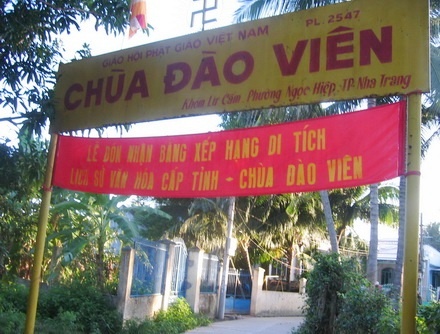 GIÁO HỘI PHẬT GIÁO VIỆT NAM
PL. 2547
CHÙA ĐÀO VIÊN
Khóm Lư Cấm, Phường Ngọc Hiệp, TP Nha Trang
LỄ ĐÓN NHẬN BẰNG XẾP HẠNG DI TÍCH
LỊCH SỬ VĂN HÓA CẤP TỈNH - CHÙA ĐÀO VIÊN